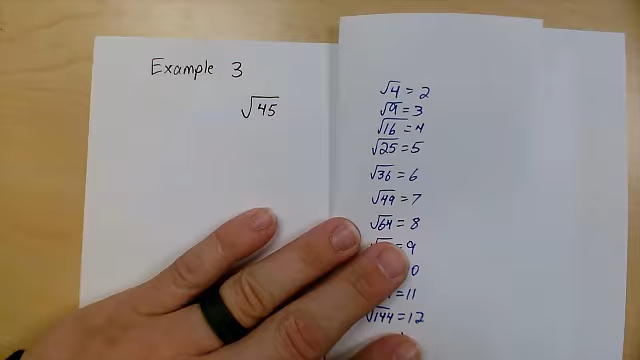 Example 3
√45
√4 = 2
√9 = 3
√16 = 4
√25 = 5
√36 = 6
√49 = 7
√64 = 8
= 9
0
= 11
√144 = 12